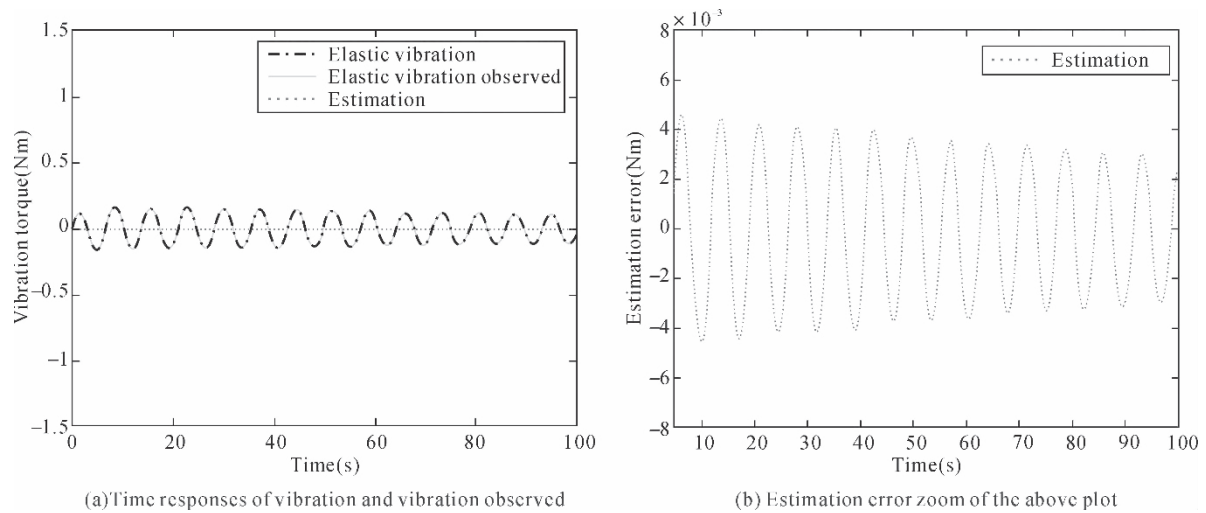 1.5
1
0.5
0
−0.5
−1
−1.5
Vibration torque(Nm)
Elastic vibration
Elastic vibration observed
Estimation
0 20 40 60 80 100
Time(s)
(a)Time responses of vibration and vibration observed
× 10 ³
8
6
4
2
0
−2
−4
−6
−8
Estimation error(Nm)
Estimation
10 20 30 40 50 60 70 80 90 100
Time(s)
(b) Estimation error zoom of the above plot